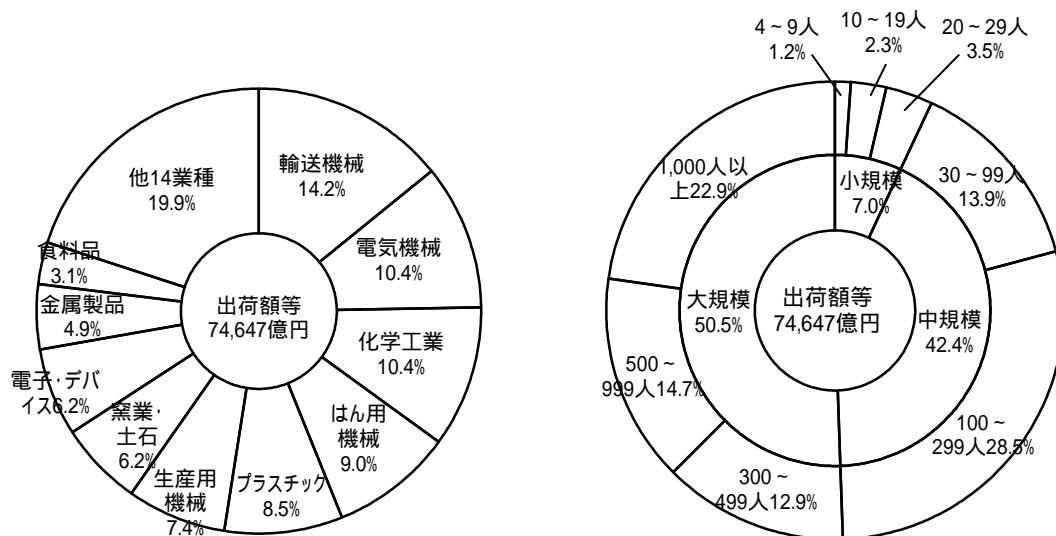 輸送機械
14.2%
電気機械
10.4%
化学工業
10.4%
はん用
機械
9.0%
プラスチック
8.5%
生産用
機械
7.4%
窯業・
土石
6.2%
電子・デバ
イス6.2%
金属製品
4.9%
食料品
3.1%
他14業種
19.9%
出荷額等
74,647億円
4~9人
1.2%
10~19人
2.3%
20~29人
3.5%
30~99人
13.9%
100~
299人28.5%
300~
499人12.9%
500~
999人14.7%
1,000人以
上22.9%
小規模
7.0%
中規模
42.4%
大規模
50.5%
出荷額等
74,647億円